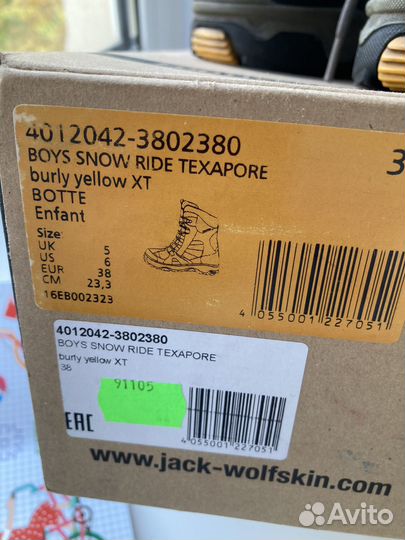 4012042-3802380
BOYS SNOW RIDE TEXAPORE
burly yellow XT
BOTTE
Enfant
Size:
UK 5
US 6
EUR 38
CM 23,3
16EB002323
3
4 055001 227051
4012042-3802380
BOYS SNOW RIDE TEXAPORE
burly yellow XT
38
91105
EAC
4 055001 227051
www.jack-wolfskin.com
Avito